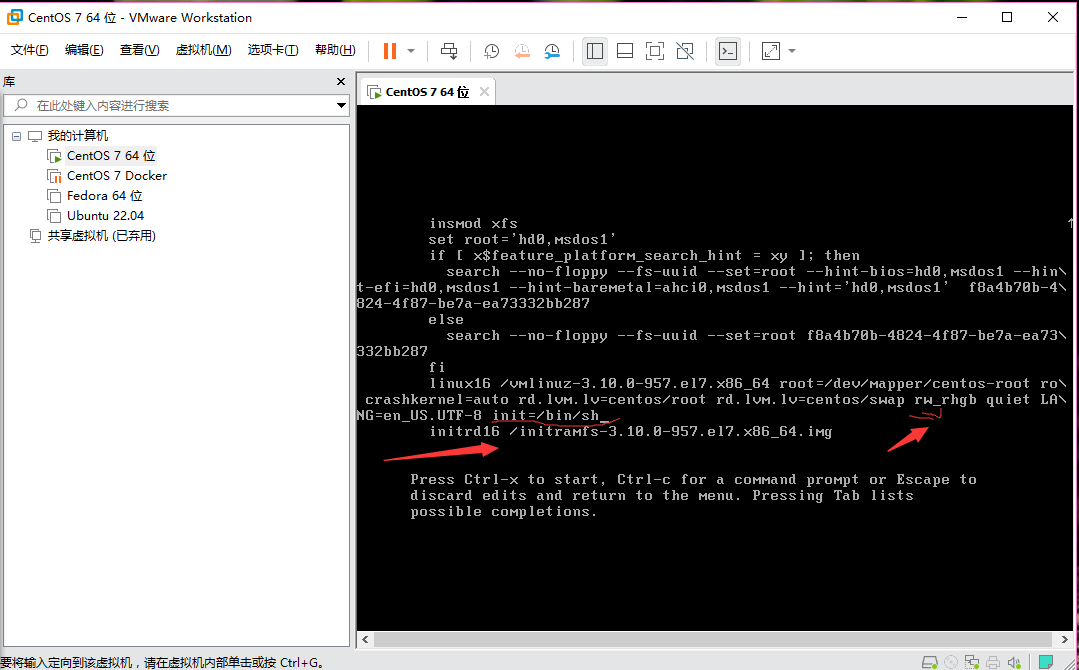 CentOS 7 64 位 - VMware Workstation
文件(F) 编辑(E) 查看(V) 虚拟机(M) 选项卡(T) 帮助(H)
库
在此处键入内容进行搜索
我的计算机
CentOS 7 64 位
CentOS 7 Docker
Fedora 64 位
Ubuntu 22.04
共享虚拟机 (已弃用)
CentOS 7 64 位
insmod xfs
set root='hd0,msdos1'
if [ x$feature_platform_search_hint = xy ]; then
search --no-floppy --fs-uuid --set=root --hint-bios=hd0,msdos1 --hin\
t-efi=hd0,msdos1 --hint-baremetal=ahci0,msdos1 --hint='hd0,msdos1'  f8a4b70b-4\
824-4f87-be7a-ea73332bb287
else
search --no-floppy --fs-uuid --set=root f8a4b70b-4824-4f87-be7a-ea73\
332bb287
fi
linux16 /vmlinuz-3.10.0-957.el7.x86_64 root=/dev/mapper/centos-root ro\
crashkernel=auto rd.lvm.lv=centos/root rd.lvm.lv=centos/swap rw_rhgb quiet LA\
NG=en_US.UTF-8 init=/bin/sh_
initrd16 /initramfs-3.10.0-957.el7.x86_64.img
Press Ctrl-x to start, Ctrl-c for a command prompt or Escape to
discard edits and return to the menu. Pressing Tab lists
possible completions.
要将输入定向到该虚拟机，请在虚拟机内部单击或按 Ctrl+G。